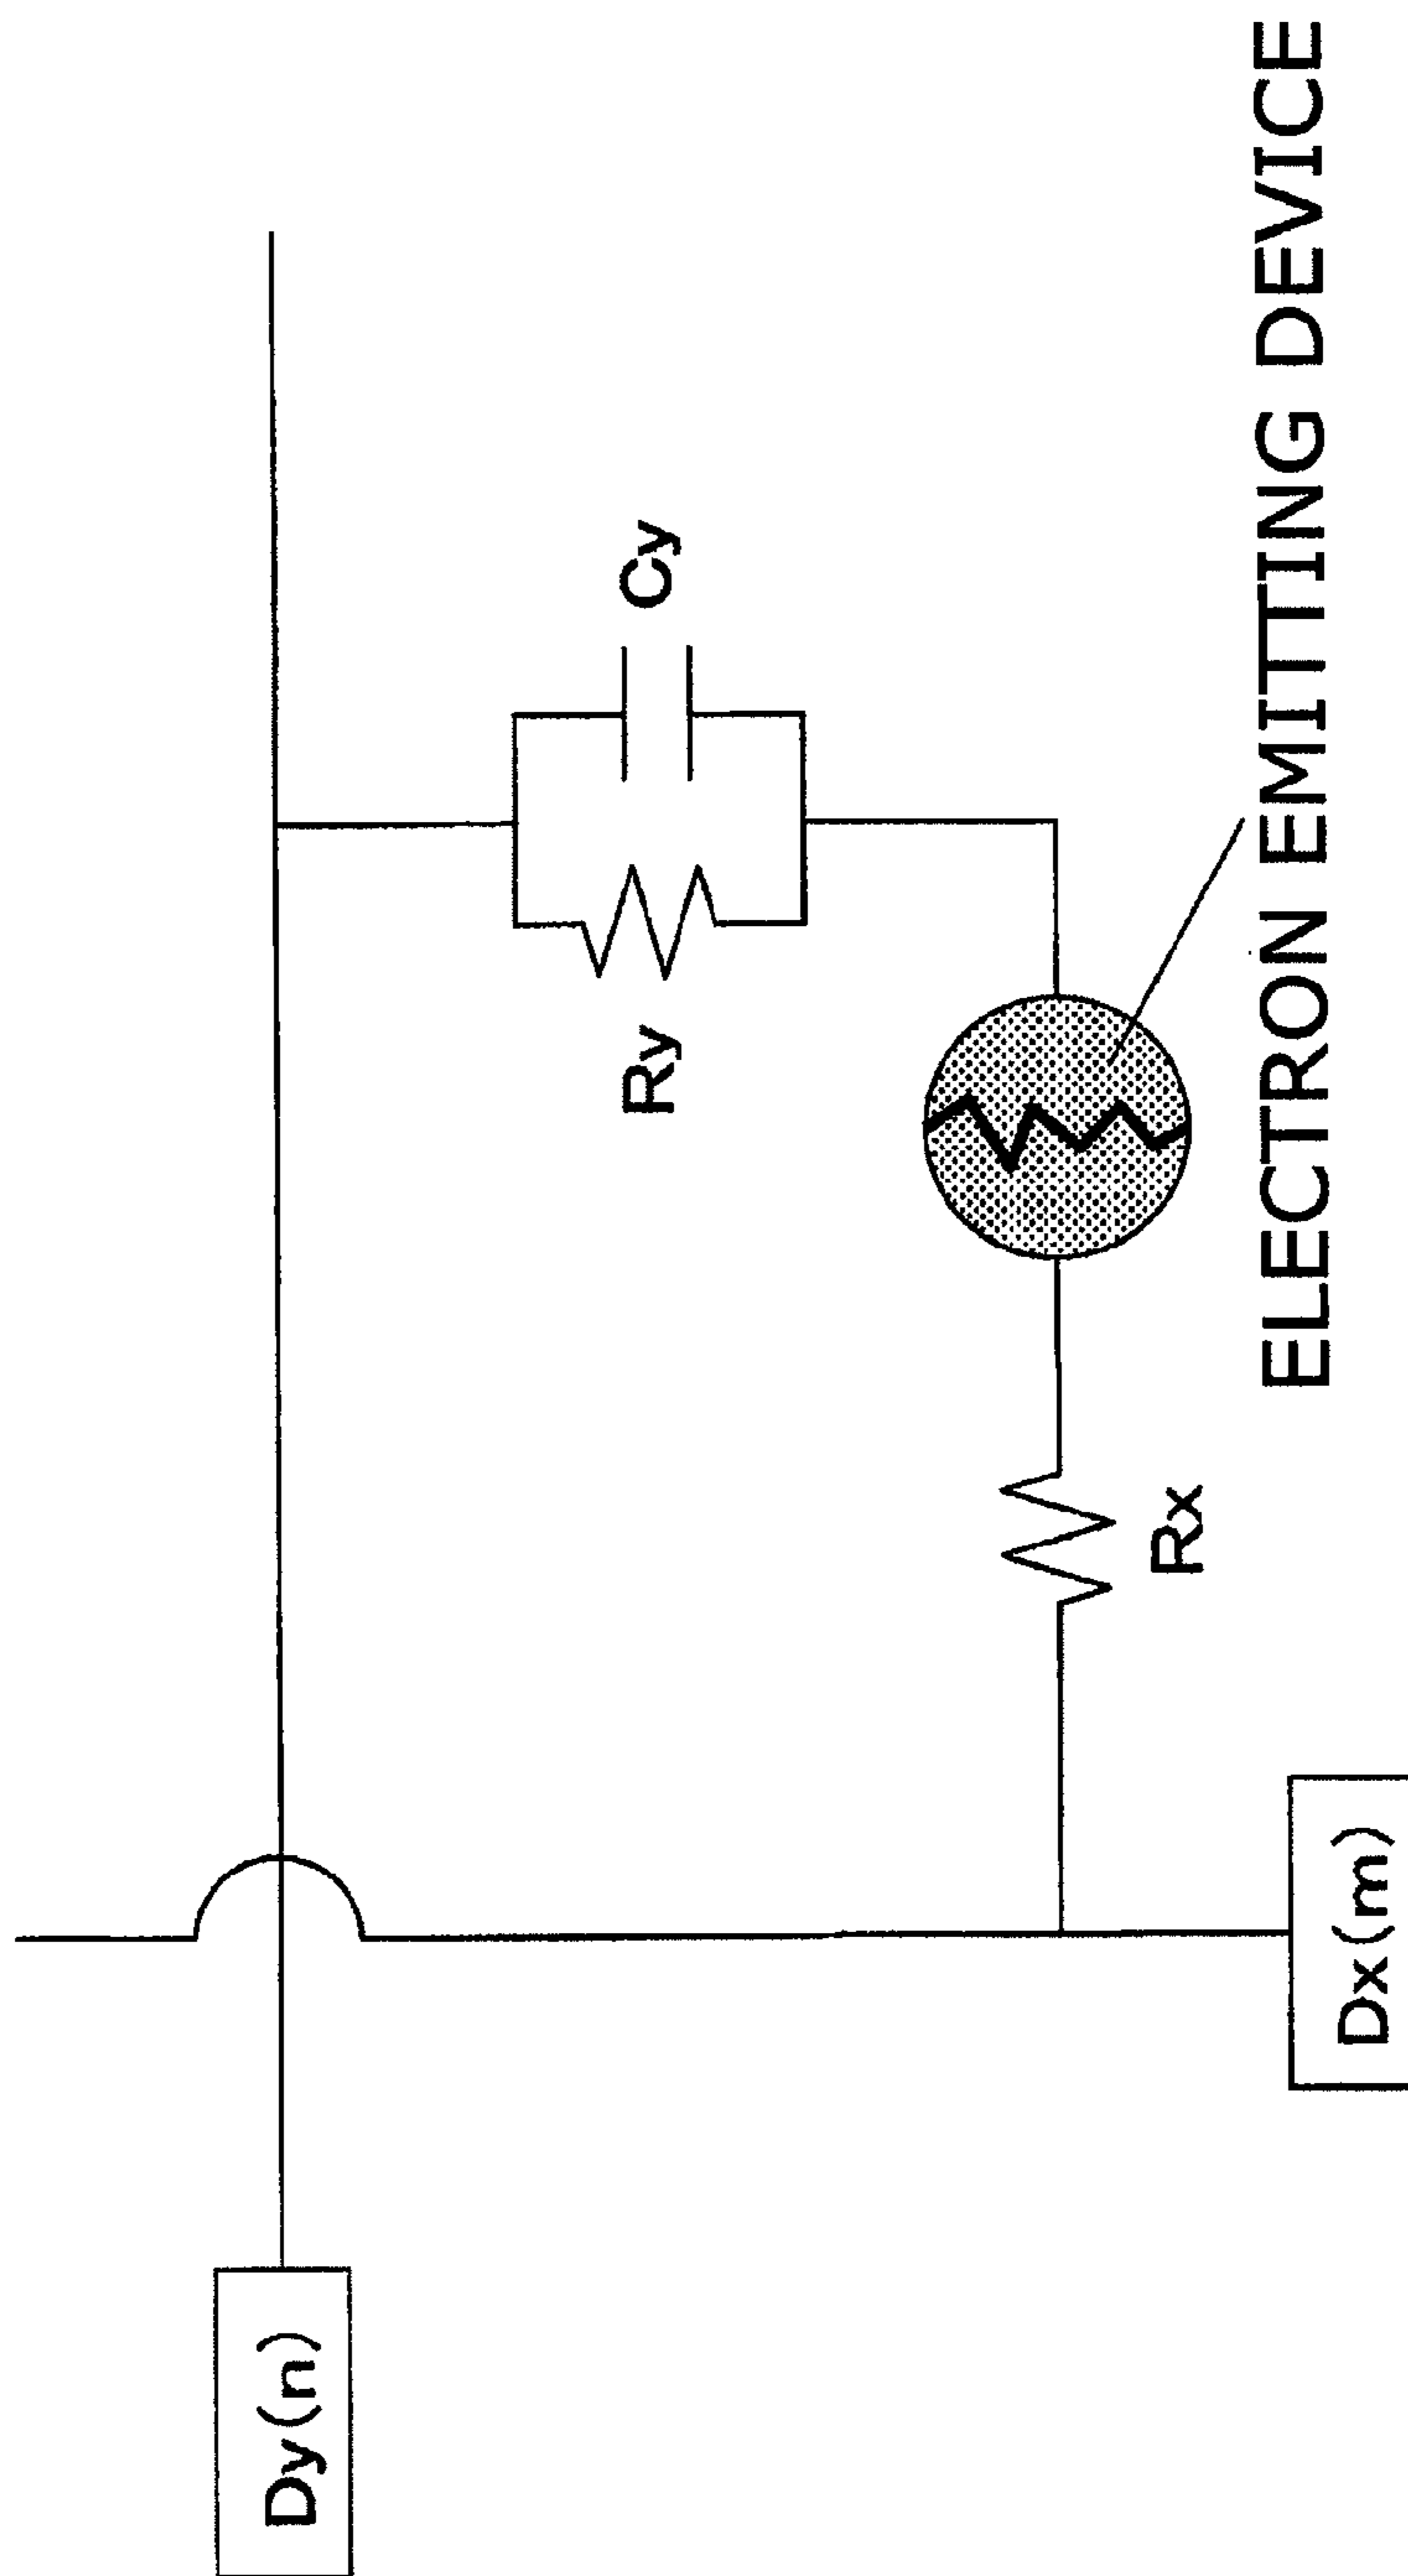 Dy(n)
Ry
Cy
Rx
ELECTRON EMITTING DEVICE
Dx(m)